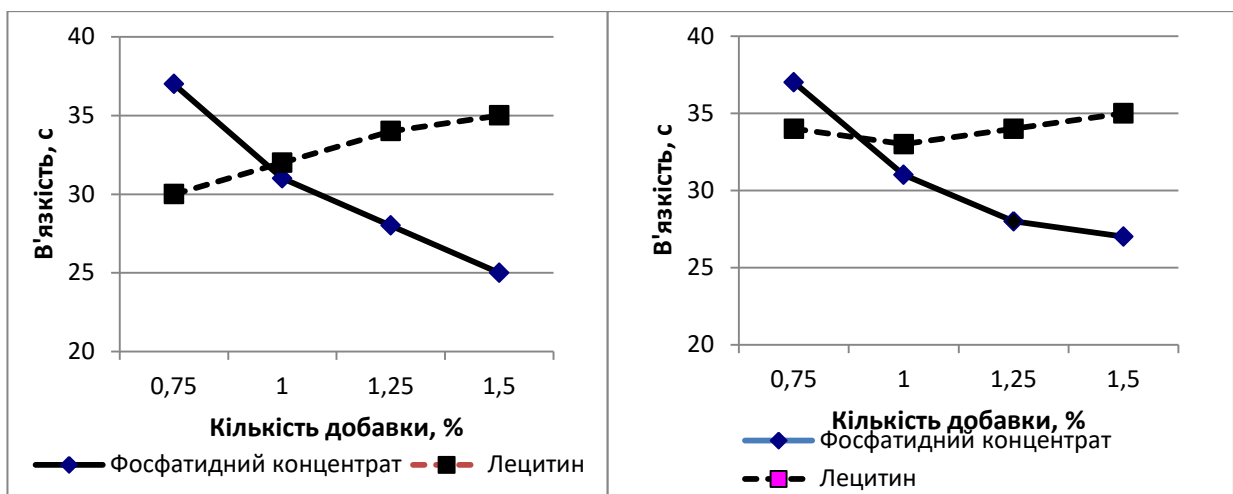 40
35
30
25
20
В'язкість, с
0,75 1 1,25 1,5
Кількість добавки, %
Фосфатидний концентрат Лецитин
40
35
30
25
20
В'язкість, с
0,75 1 1,25 1,5
Кількість добавки, %
Фосфатидний концентрат
Лецитин